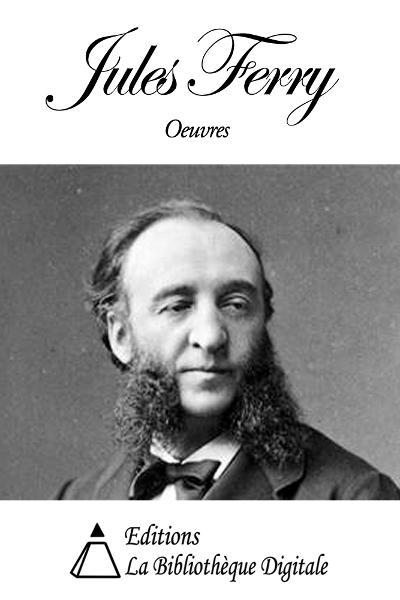 Jules Ferry
Oeuvres
Editions
La Bibliothèque Digitale